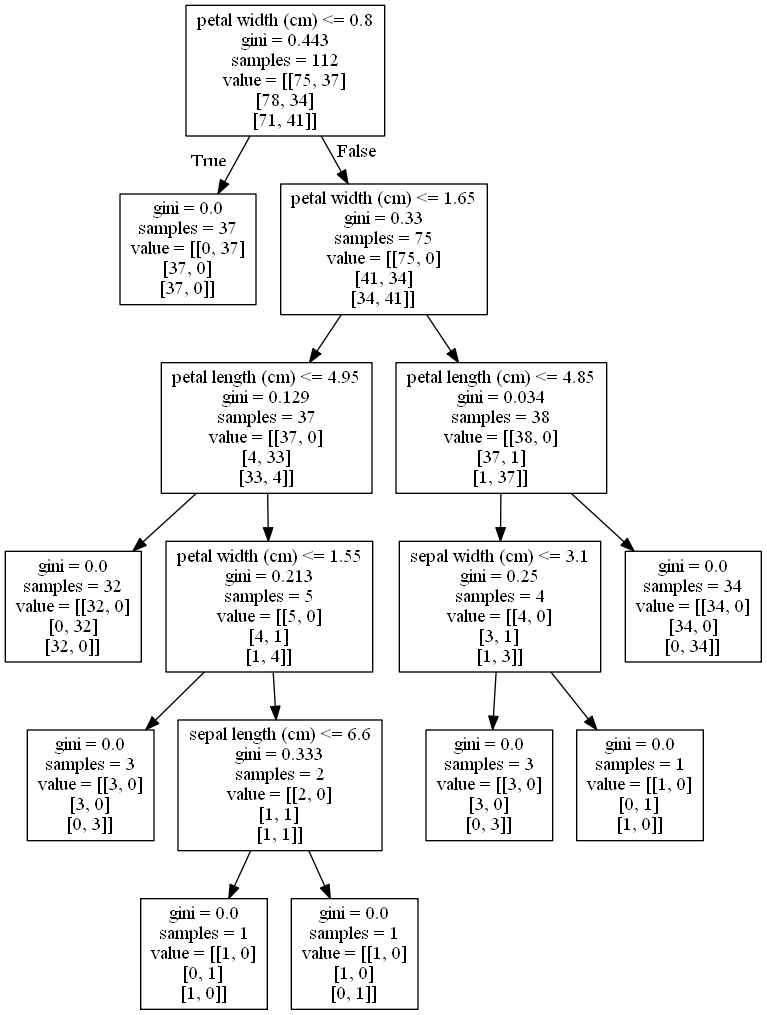 petal width (cm) <= 0.8
gini = 0.443
samples = 112
value = [[75, 37]
[78, 34]
[71, 41]]
True
False
gini = 0.0
samples = 37
value = [[0, 37]
[37, 0]
[37, 0]]
petal width (cm) <= 1.65
gini = 0.33
samples = 75
value = [[75, 0]
[41, 34]
[34, 41]]
petal length (cm) <= 4.95
gini = 0.129
samples = 37
value = [[37, 0]
[4, 33]
[33, 4]]
petal length (cm) <= 4.85
gini = 0.034
samples = 38
value = [[38, 0]
[37, 1]
[1, 37]]
gini = 0.0
samples = 32
value = [[32, 0]
[0, 32]
[32, 0]]
petal width (cm) <= 1.55
gini = 0.213
samples = 5
value = [[5, 0]
[4, 1]
[1, 4]]
sepal width (cm) <= 3.1
gini = 0.25
samples = 4
value = [[4, 0]
[3, 1]
[1, 3]]
gini = 0.0
samples = 34
value = [[34, 0]
[34, 0]
[0, 34]]
gini = 0.0
samples = 3
value = [[3, 0]
[3, 0]
[0, 3]]
sepal length (cm) <= 6.6
gini = 0.333
samples = 2
value = [[2, 0]
[1, 1]
[1, 1]]
gini = 0.0
samples = 3
value = [[3, 0]
[3, 0]
[0, 3]]
gini = 0.0
samples = 1
value = [[1, 0]
[0, 1]
[1, 0]]
gini = 0.0
samples = 1
value = [[1, 0]
[0, 1]
[1, 0]]
gini = 0.0
samples = 1
value = [[1, 0]
[1, 0]
[0, 1]]